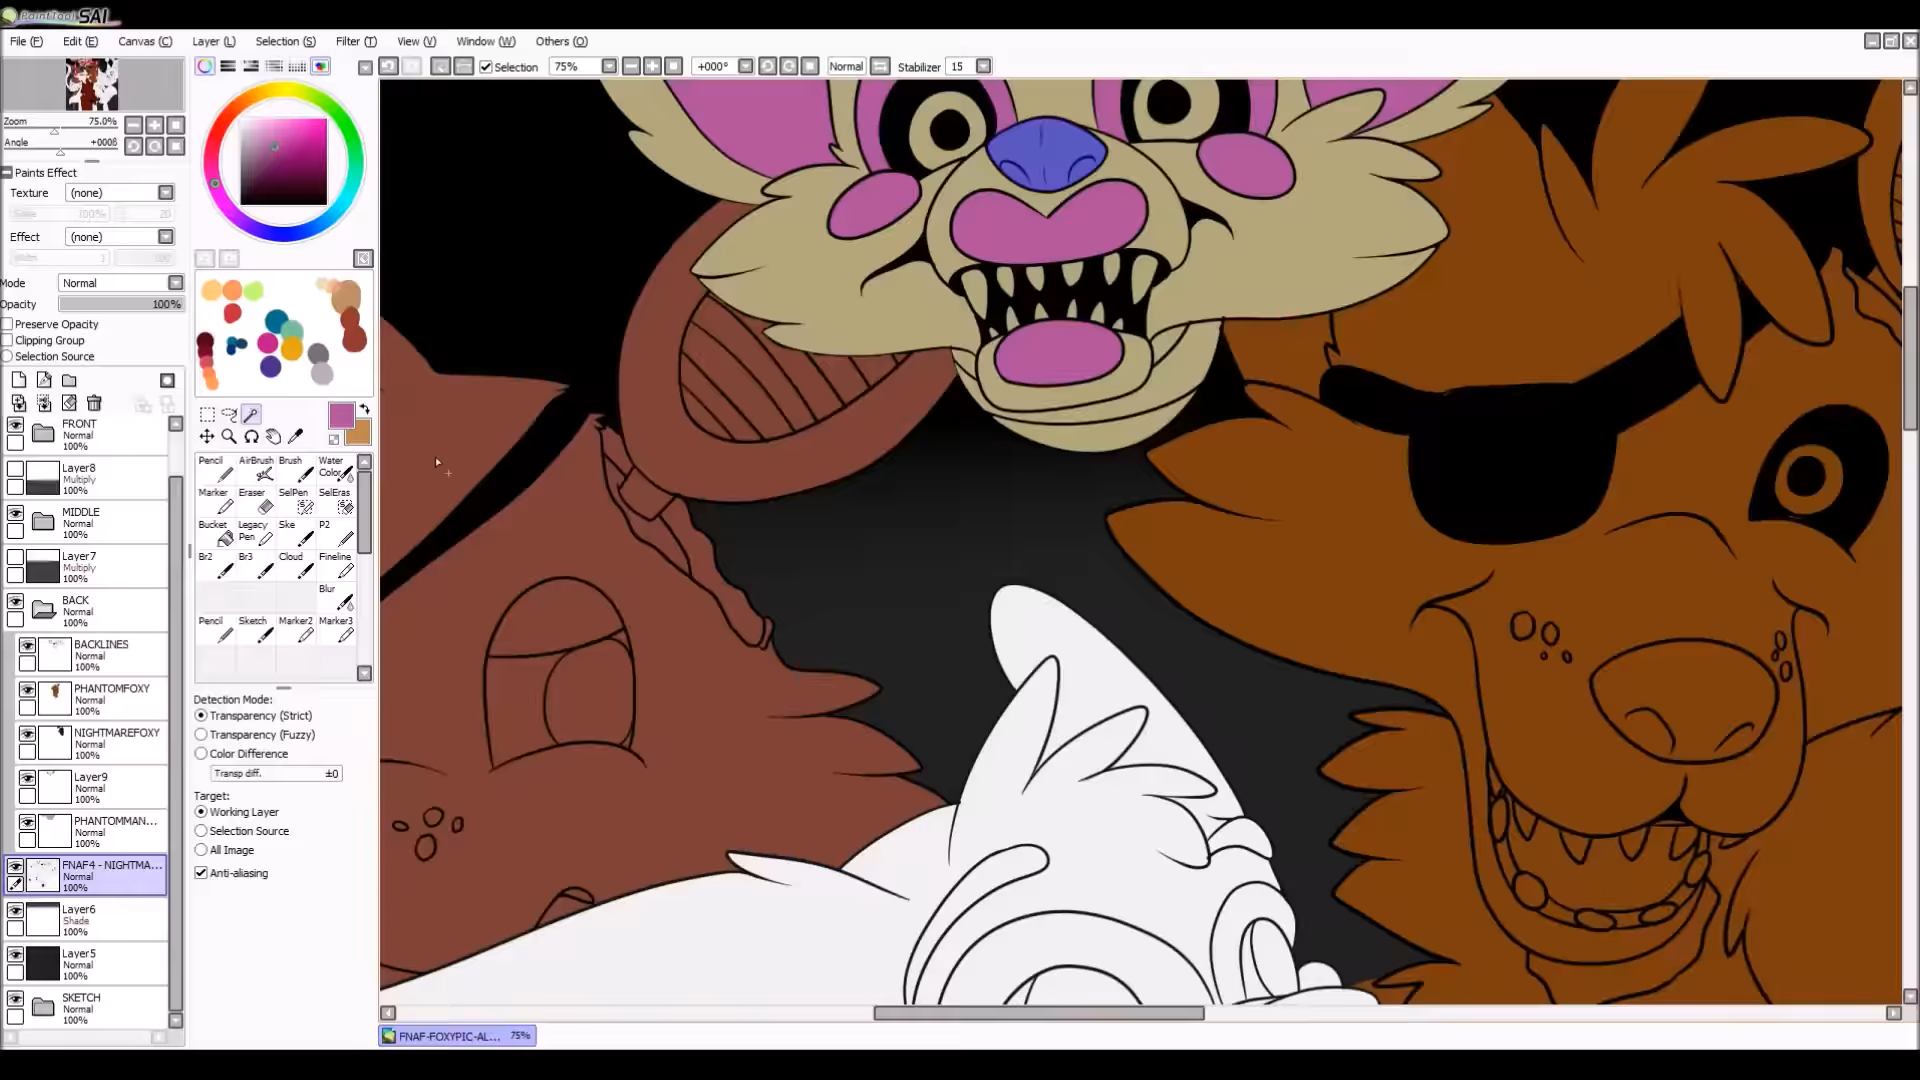 PaintTool SAI
File (F) Edit (E) Canvas (C) Layer (L) Selection (S) Filter (T) View (V) Window (W) Others (O)
Selection 75% +000° Normal Stabilizer 15
Zoom 75.0%
Angle +000ß
Paints Effect
Texture (none)
100% 20
Effect (none)
Width 1 100
Mode Normal
Opacity 100%
Preserve Opacity
Clipping Group
Selection Source
FRONT
Normal
100%
Layer8
Multiply
100%
MIDDLE
Normal
100%
Layer7
Multiply
100%
BACK
Normal
100%
BACKLINES
Normal
100%
PHANTOMFOXY
Normal
100%
NIGHTMAREFOXY
Normal
100%
Layer9
Normal
100%
PHANTOMMAN...
Normal
100%
FNAF4 - NIGHTMA...
Normal
100%
Layer6
Shade
100%
Layer5
Normal
100%
SKETCH
Normal
100%
Pencil AirBrush Brush Water Color
Marker Eraser SelPen SelEras
Bucket Legacy Pen Ske P2
Br2 Br3 Cloud Fineline
Blur
Pencil Sketch Marker2 Marker3
Detection Mode:
Transparency (Strict)
Transparency (Fuzzy)
Color Difference
Transp diff. ±0
Target:
Working Layer
Selection Source
All Image
Anti-aliasing
FNAF-FOXYPIC-AL... 75%